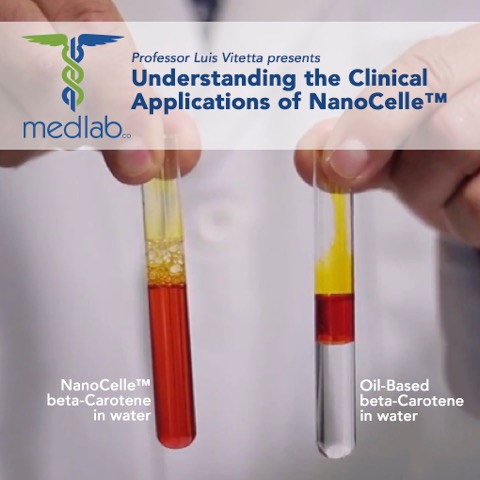 Professor Luis Vitetta presents
Understanding the Clinical
Applications of NanoCelle™
medlab.co
NanoCelle™
beta-Carotene
in water
Oil-Based
beta-Carotene
in water